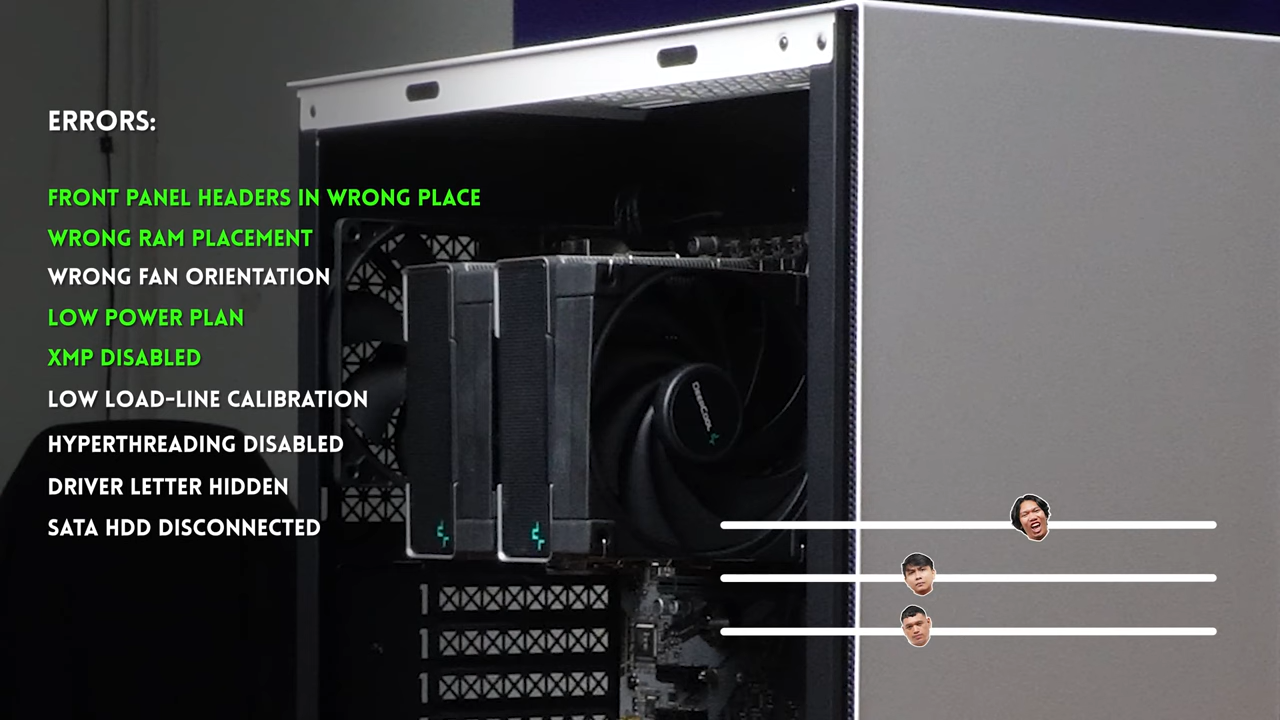 ERRORS:
FRONT PANEL HEADERS IN WRONG PLACE
WRONG RAM PLACEMENT
WRONG FAN ORIENTATION
LOW POWER PLAN
XMP DISABLED
LOW LOAD-LINE CALIBRATION
HYPERTHREADING DISABLED
DRIVER LETTER HIDDEN
SATA HDD DISCONNECTED
DEEPCOOL